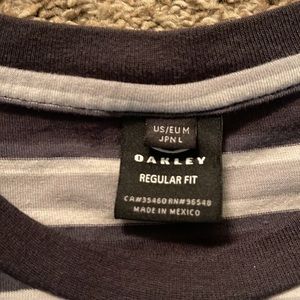 US/EU M
JPN L
OAKLEY
REGULAR FIT
CA#35460 RN#96548
MADE IN MEXICO